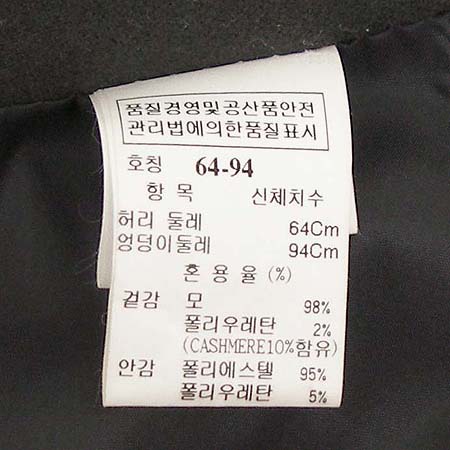 품질경영및공산품안전
관리법에의한품질표시
호칭 64-94
항 목 신체치수
허리 둘레 64Cm
엉덩이둘레 94Cm
혼 용 율 (%)
겉감 모 98%
폴리우레탄 2%
(CASHMERE10%함유)
안감 폴리에스텔 95%
폴리우레탄 5%